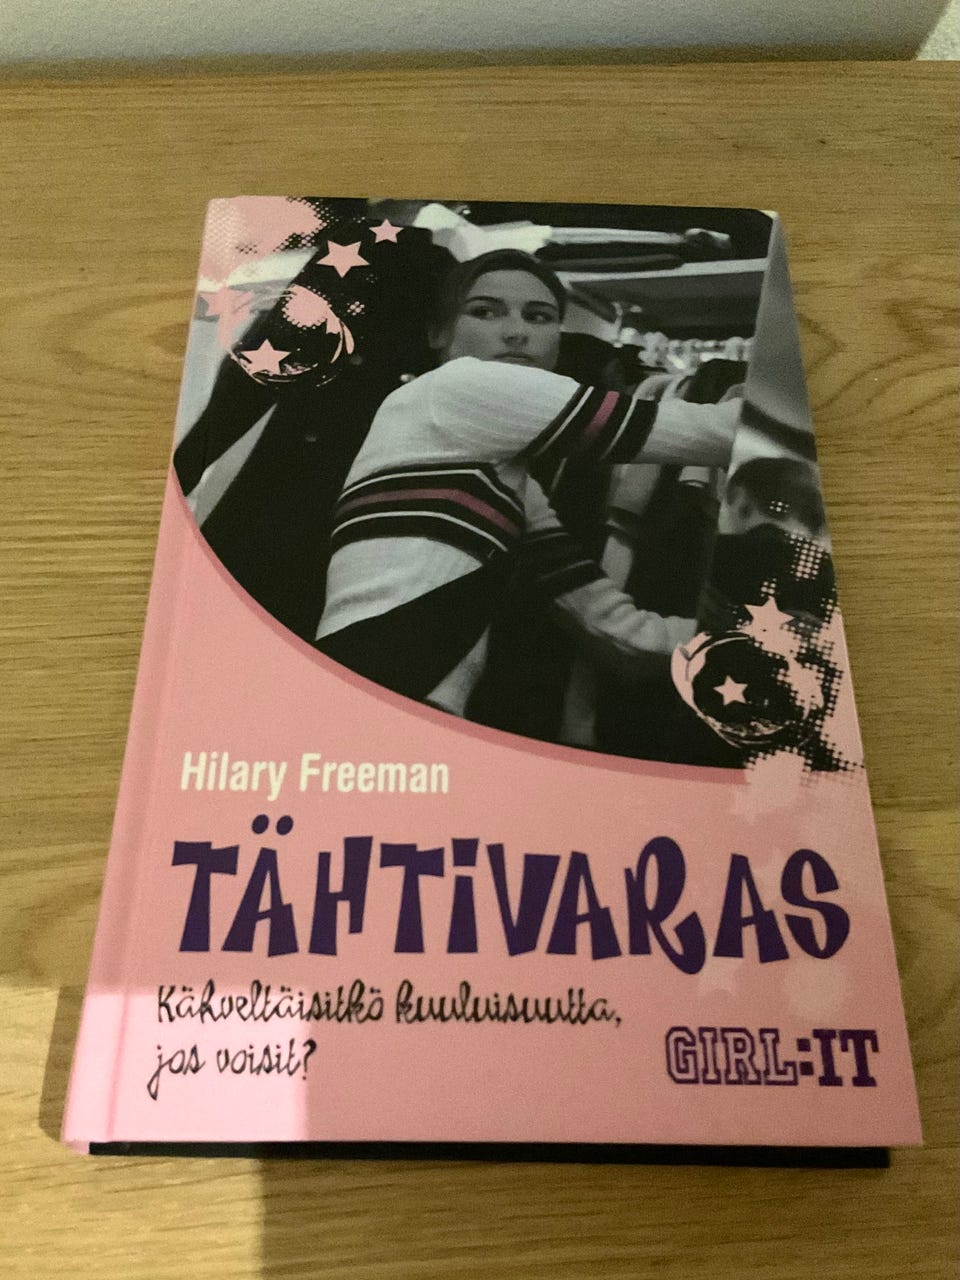 Hilary Freeman
TÄHTiVARAS
Kähveltäisitkö kuuluisuutta,
jos voisit?
GIRL:IT